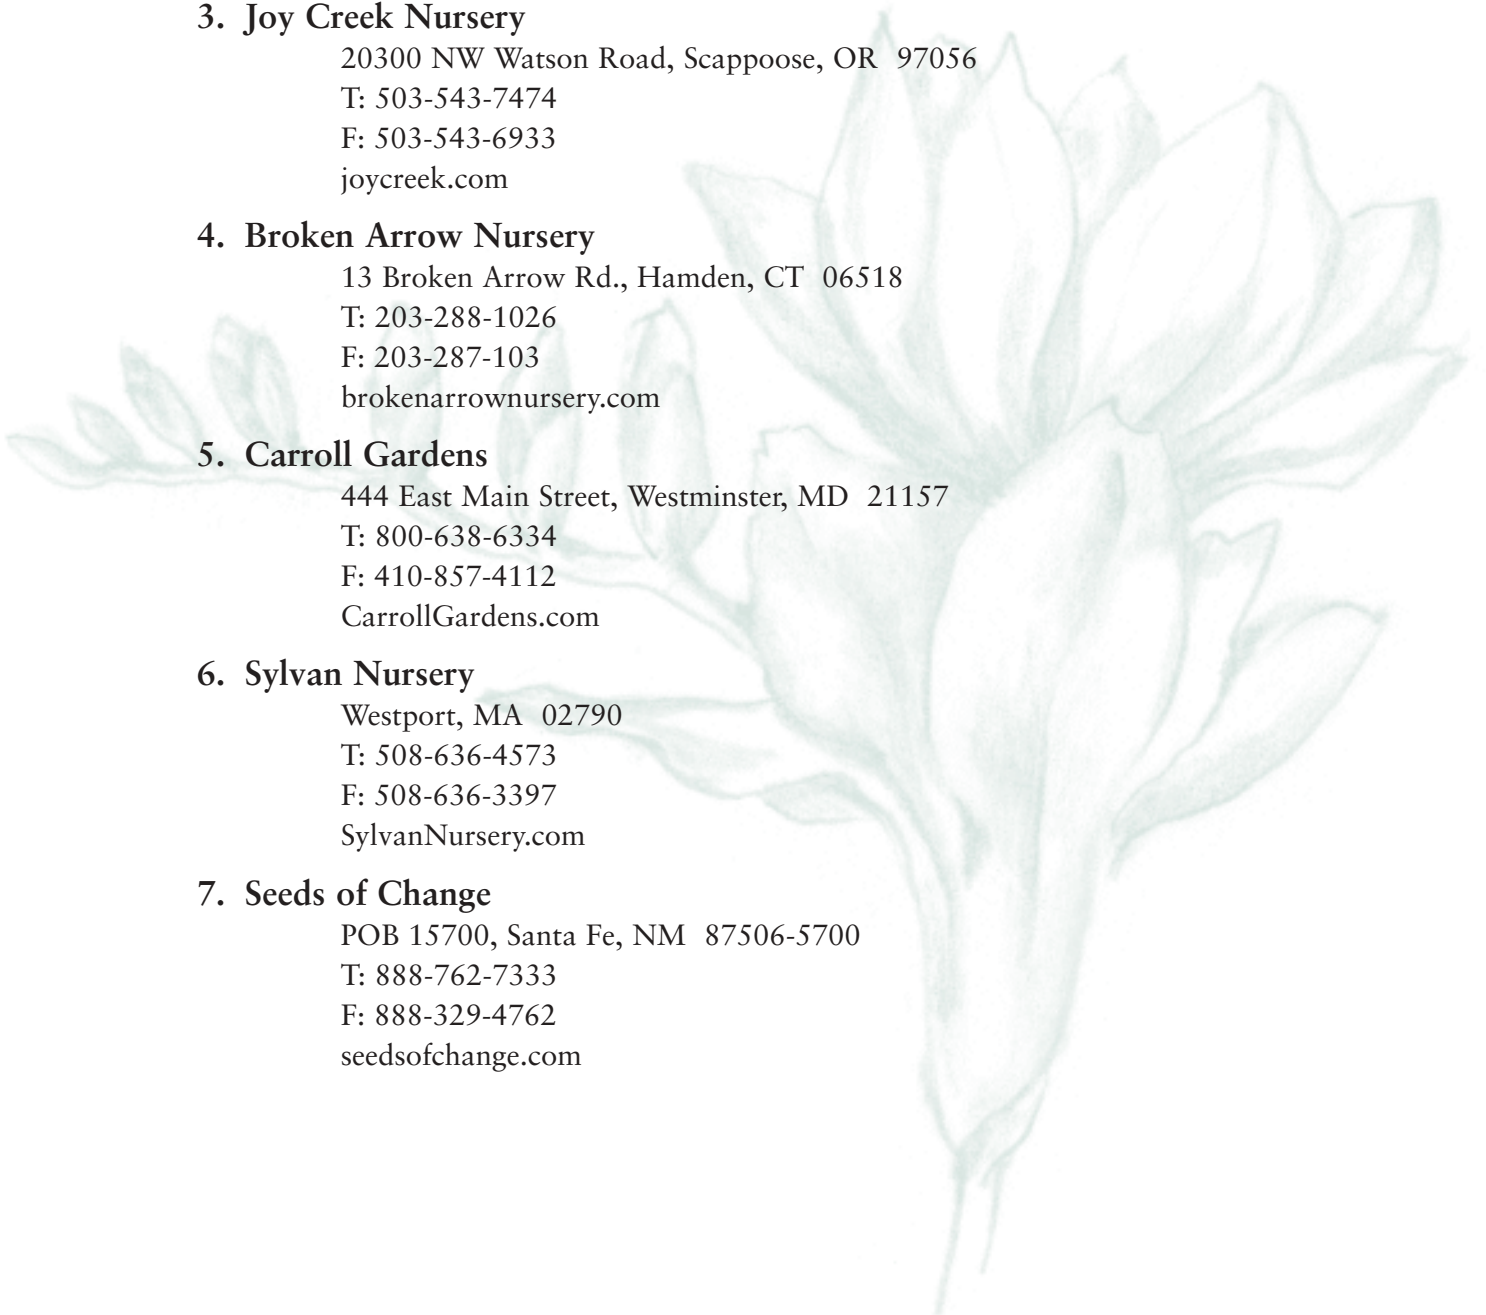 3. Joy Creek Nursery
20300 NW Watson Road, Scappoose, OR 97056
T: 503-543-7474
F: 503-543-6933
joycreek.com
4. Broken Arrow Nursery
13 Broken Arrow Rd., Hamden, CT 06518
T: 203-288-1026
F: 203-287-103
brokenarrownursery.com
5. Carroll Gardens
444 East Main Street, Westminster, MD 21157
T: 800-638-6334
F: 410-857-4112
CarrollGardens.com
6. Sylvan Nursery
Westport, MA 02790
T: 508-636-4573
F: 508-636-3397
SylvanNursery.com
7. Seeds of Change
POB 15700, Santa Fe, NM 87506-5700
T: 888-762-7333
F: 888-329-4762
seedsofchange.com